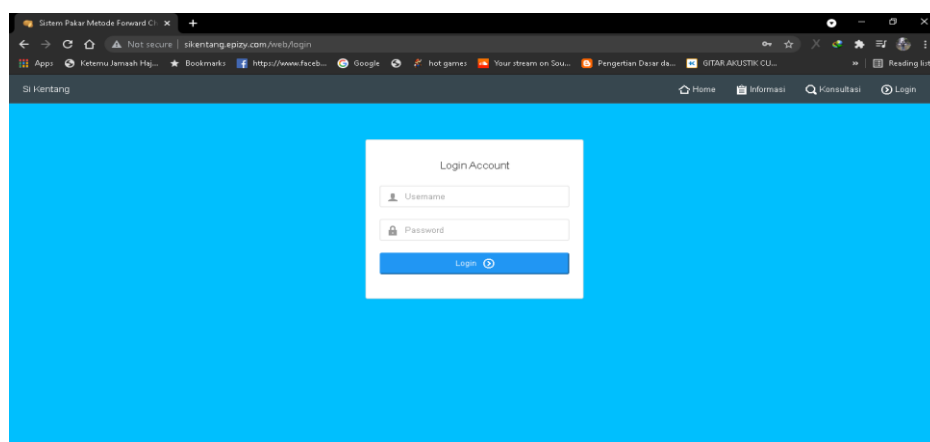 Sistem Pakar Metode Forward Ch
Not secure | sikentang.epizy.com/web/login
Apps Ketemu Jamaah Haj... Bookmarks https://www.faceb... Google hot games Your stream on Sou... Pengertian Dasar da... GITAR AKUSTIK CU... » Reading list
Si Kentang Home Informasi Konsultasi Login
Login Account
Username
Password
Login